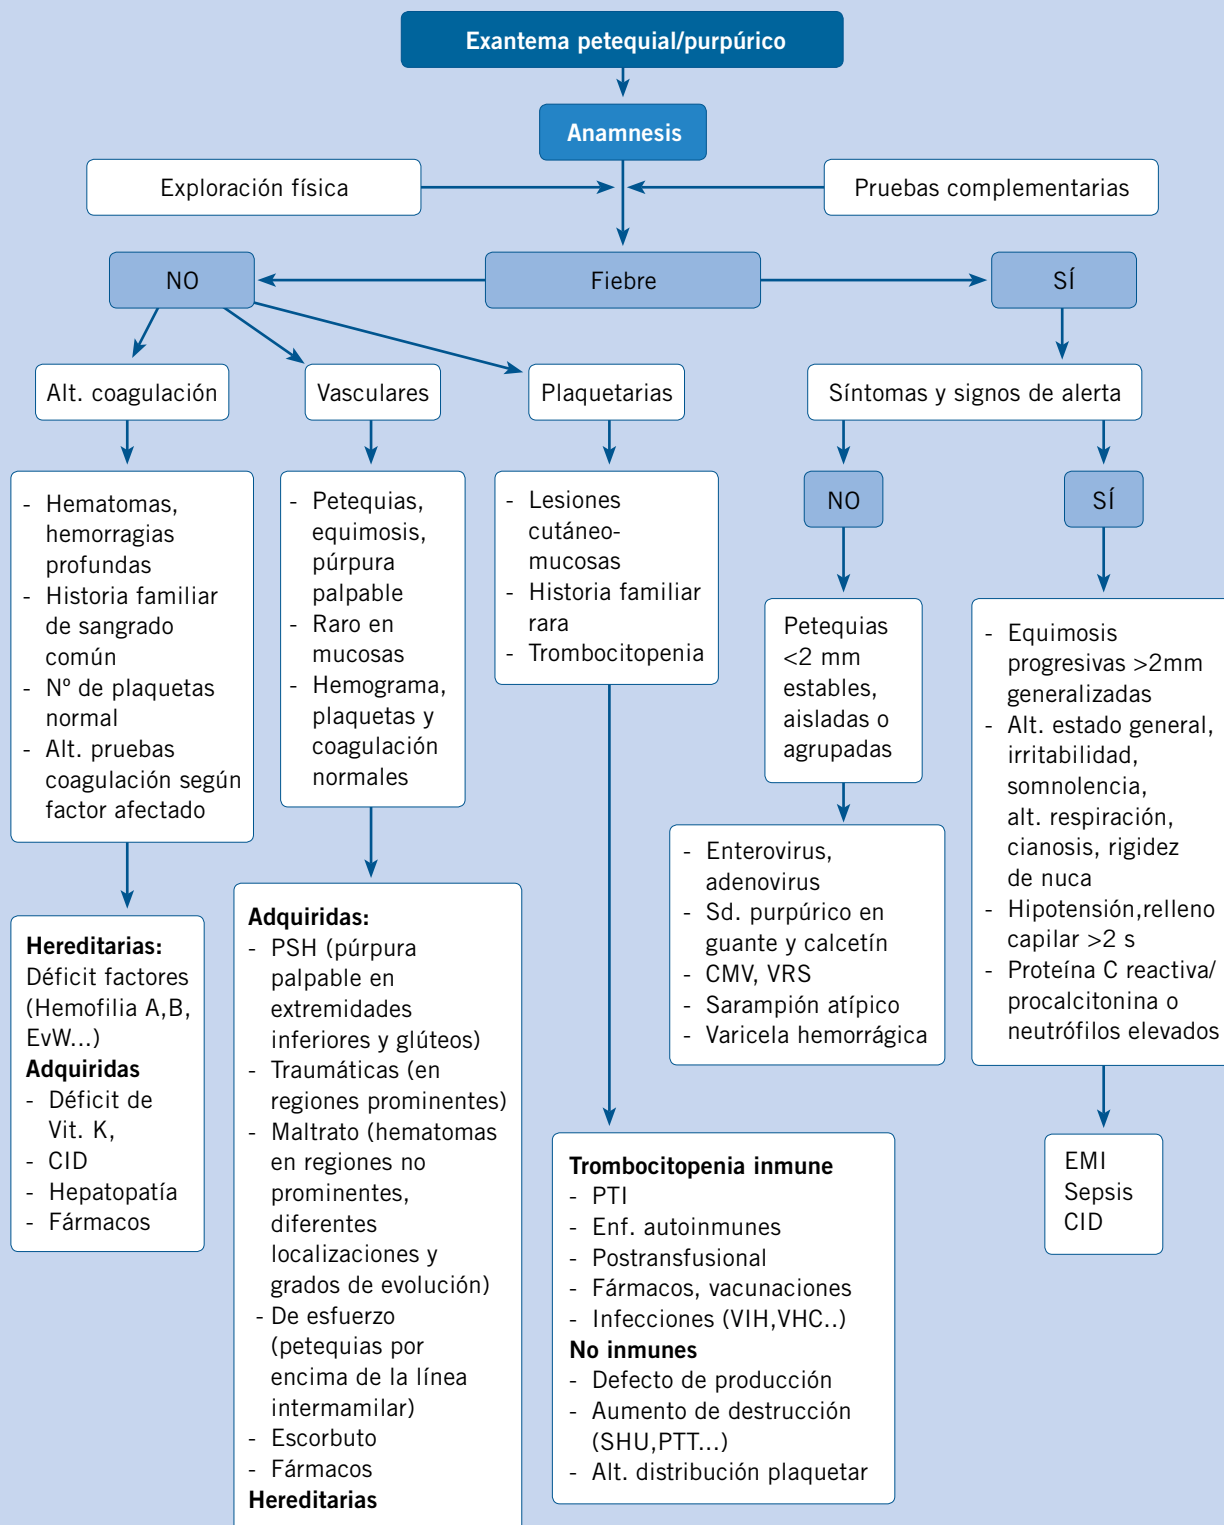 Exantema petequial/purpúrico
Anamnesis
Exploración física
Pruebas complementarias
NO
Fiebre
SÍ
Alt. coagulación
Vasculares
Plaquetarias
Síntomas y signos de alerta
- Hematomas,
hemorragias
profundas
- Historia familiar
de sangrado
común
- Nº de plaquetas
normal
- Alt. pruebas
coagulación según
factor afectado
- Petequias,
equimosis,
púrpura
palpable
- Raro en
mucosas
- Hemograma,
plaquetas y
coagulación
normales
- Lesiones
cutáneo-
mucosas
- Historia familiar
rara
- Trombocitopenia
NO
SÍ
Petequias
<2 mm
estables,
aisladas o
agrupadas
- Equimosis
progresivas >2mm
generalizadas
- Alt. estado general,
irritabilidad,
somnolencia,
alt. respiración,
cianosis, rigidez
de nuca
- Hipotensión,relleno
capilar >2 s
- Proteína C reactiva/
procalcitonina o
neutrófilos elevados
Hereditarias:
Déficit factores
(Hemofilia A,B,
EvW...)
Adquiridas
- Déficit de
Vit. K,
- CID
- Hepatopatía
- Fármacos
Adquiridas:
- PSH (púrpura
palpable en
extremidades
inferiores y glúteos)
- Traumáticas (en
regiones prominentes)
- Maltrato (hematomas
en regiones no
prominentes,
diferentes
localizaciones y
grados de evolución)
- De esfuerzo
(petequias por
encima de la línea
intermamilar)
- Escorbuto
- Fármacos
Hereditarias
Trombocitopenia inmune
- PTI
- Enf. autoinmunes
- Postransfusional
- Fármacos, vacunaciones
- Infecciones (VIH,VHC..)
No inmunes
- Defecto de producción
- Aumento de destrucción
(SHU,PTT...)
- Alt. distribución plaquetar
- Enterovirus,
adenovirus
- Sd. purpúrico en
guante y calcetín
- CMV, VRS
- Sarampión atípico
- Varicela hemorrágica
EMI
Sepsis
CID